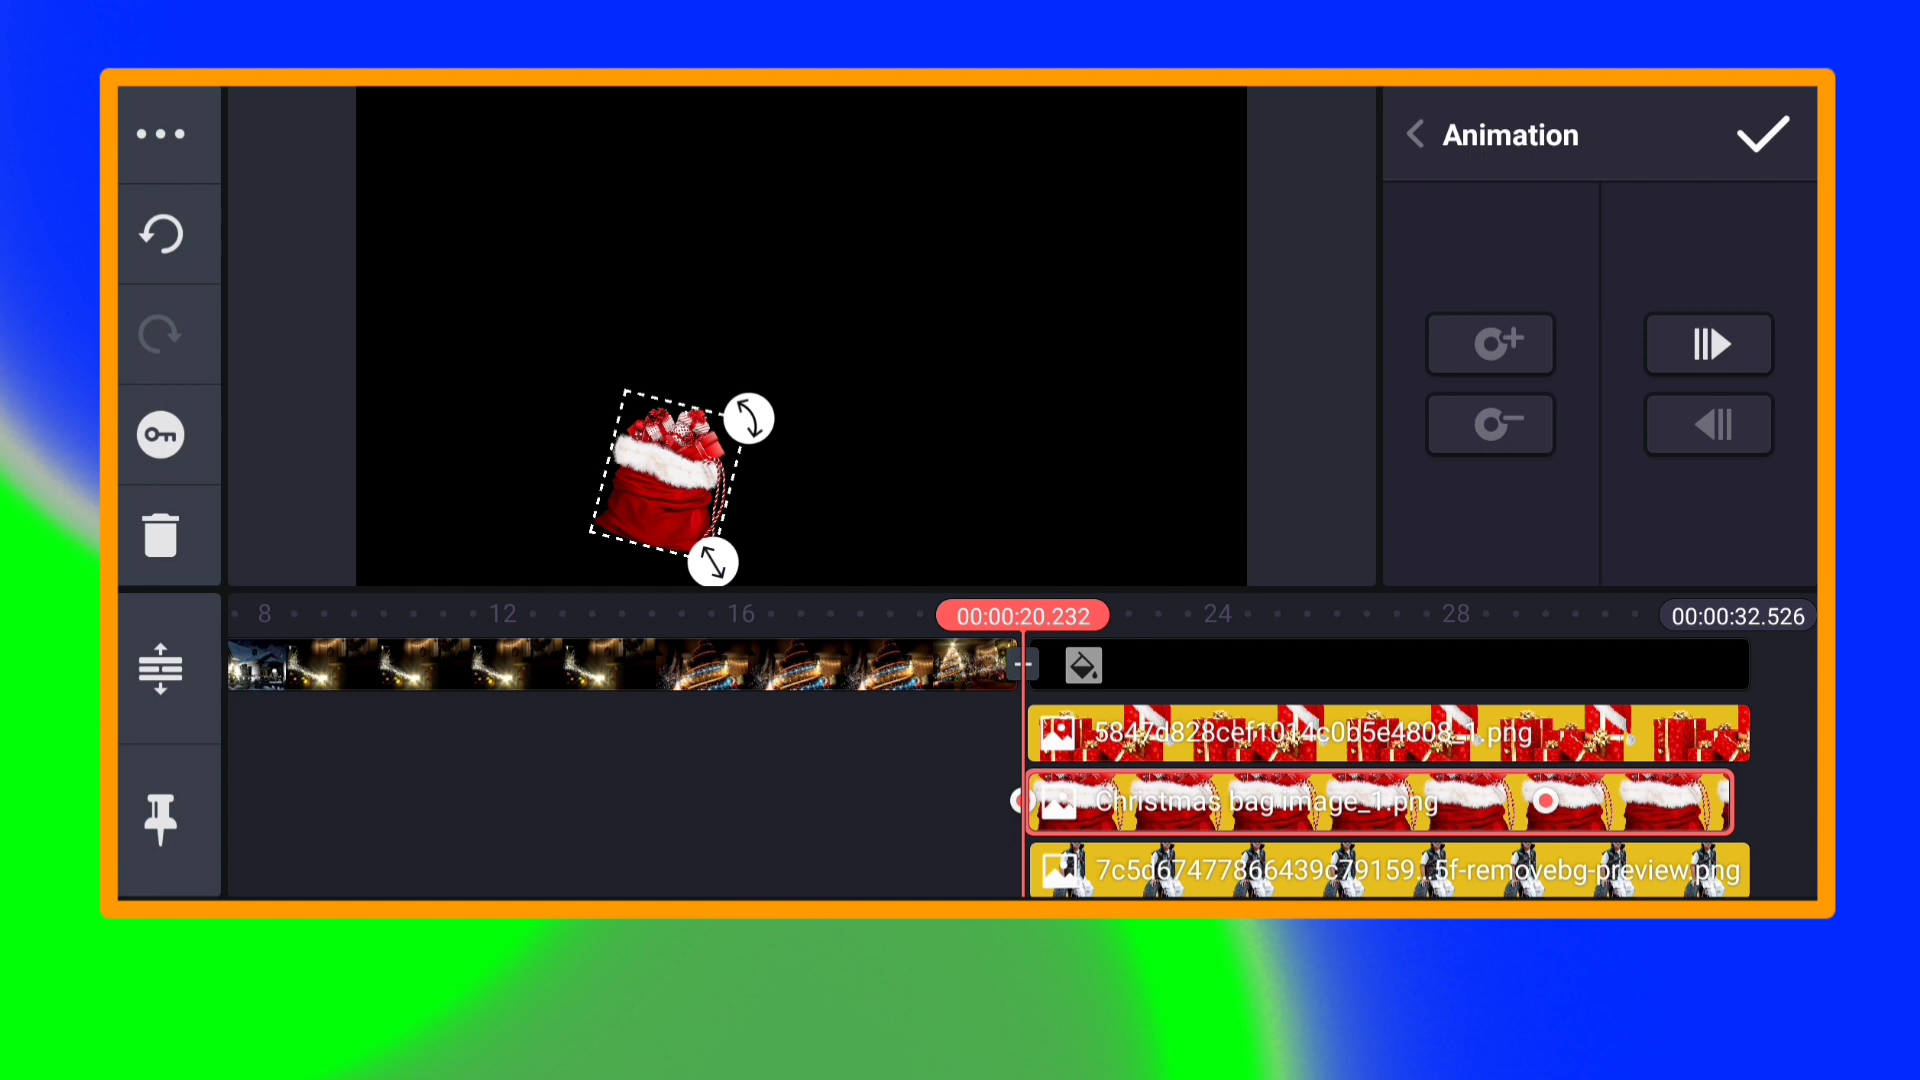 Animation
8 12 16 00:00:20.232 24 28 00:00:32.526
5847d828cef1014c0b5e4808_1.png
Christmas bag image_1.png
7c5d67477866439c79159...5f-removebg-preview.png